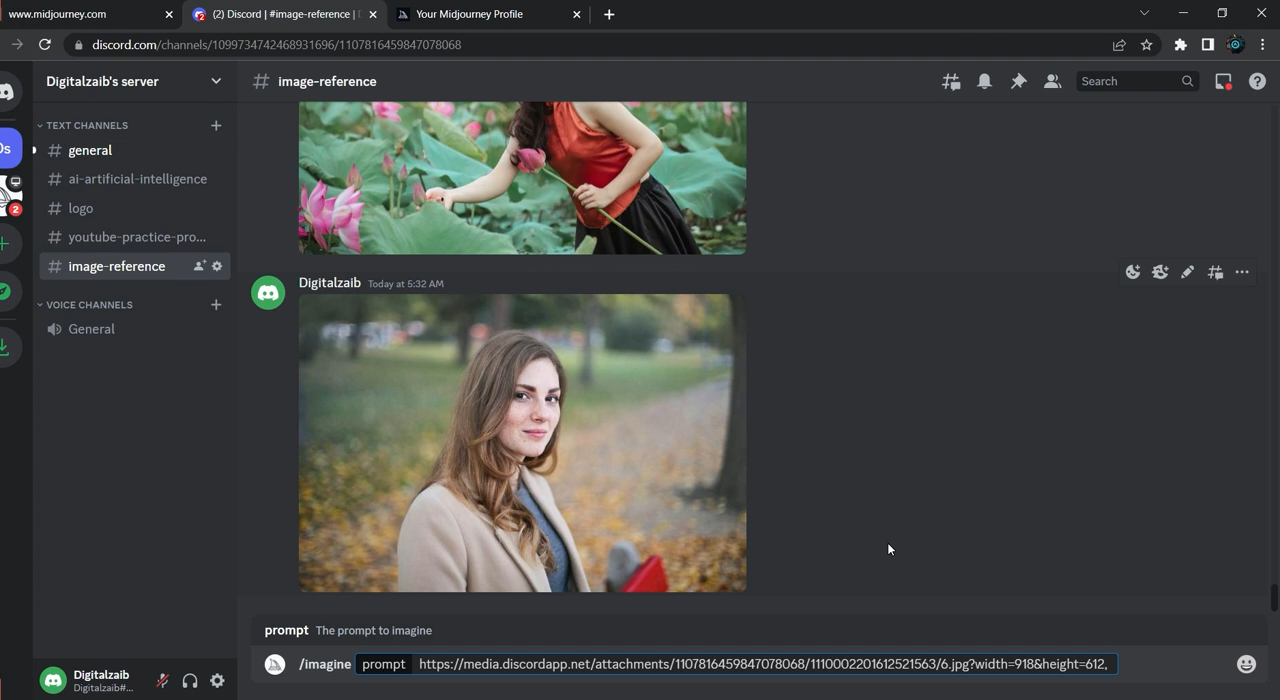 www.midjourney.com
(2) Discord | #image-reference |
Your Midjourney Profile
discord.com/channels/1099734742468931696/1107816459847078068
Digitalzaib's server
image-reference
Search
TEXT CHANNELS
general
ai-artificial-intelligence
logo
youtube-practice-pro...
image-reference
VOICE CHANNELS
General
Ds
2
Digitalzaib Today at 5:32 AM
prompt The prompt to imagine
/imagine prompt https://media.discordapp.net/attachments/1107816459847078068/1110002201612521563/6.jpg?width=918&height=612,
Digitalzaib
Digitalzaib#...